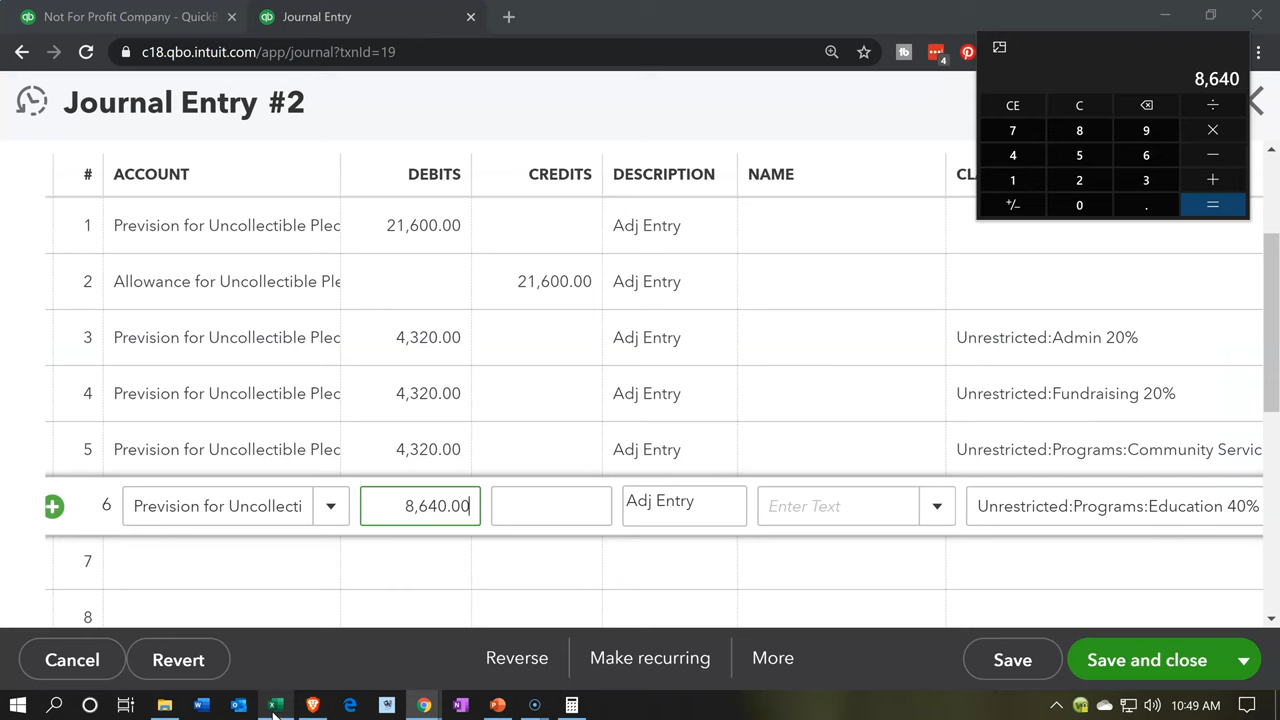 Not For Profit Company - QuickB
Journal Entry
c18.qbo.intuit.com/app/journal?txnId=19
4
8,640
CE C
7 8 9
4 5 6
1 2 3 +
+/- 0 . =
Journal Entry #2
# ACCOUNT DEBITS CREDITS DESCRIPTION NAME CL
1 Prevision for Uncollectible Plec 21,600.00 Adj Entry
2 Allowance for Uncollectible Ple 21,600.00 Adj Entry
3 Prevision for Uncollectible Plec 4,320.00 Adj Entry Unrestricted:Admin 20%
4 Prevision for Uncollectible Plec 4,320.00 Adj Entry Unrestricted:Fundraising 20%
5 Prevision for Uncollectible Plec 4,320.00 Adj Entry Unrestricted:Programs:Community Servic
6 Prevision for Uncollecti 8,640.00 Adj Entry Enter Text Unrestricted:Programs:Education 40%
7
8
Cancel Revert Reverse Make recurring More Save Save and close
10:49 AM